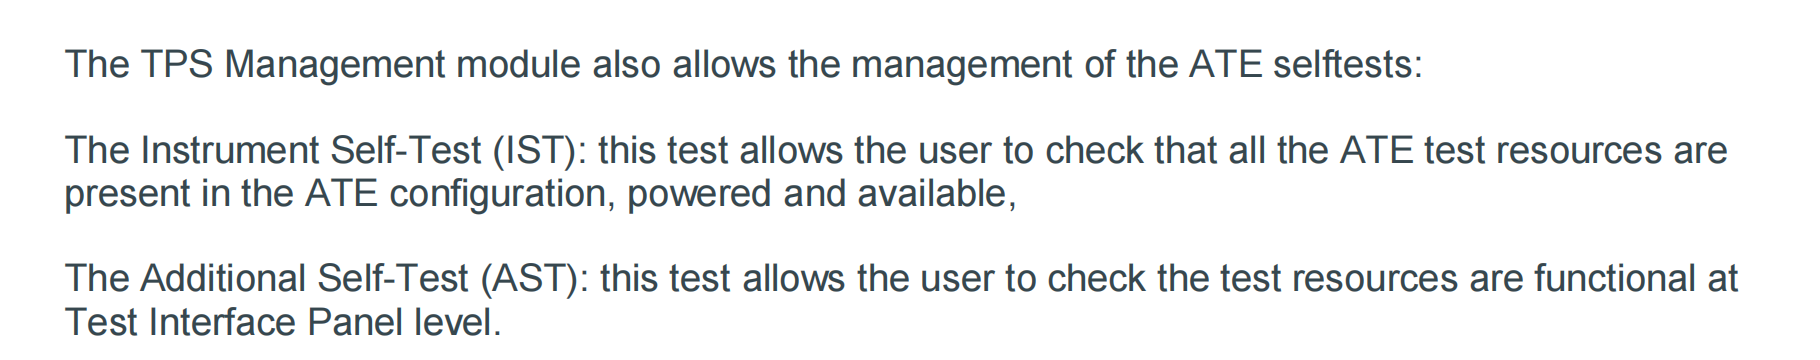 The TPS Management module also allows the management of the ATE selftests:
The Instrument Self-Test (IST): this test allows the user to check that all the ATE test resources are
present in the ATE configuration, powered and available,
The Additional Self-Test (AST): this test allows the user to check the test resources are functional at
Test Interface Panel level.